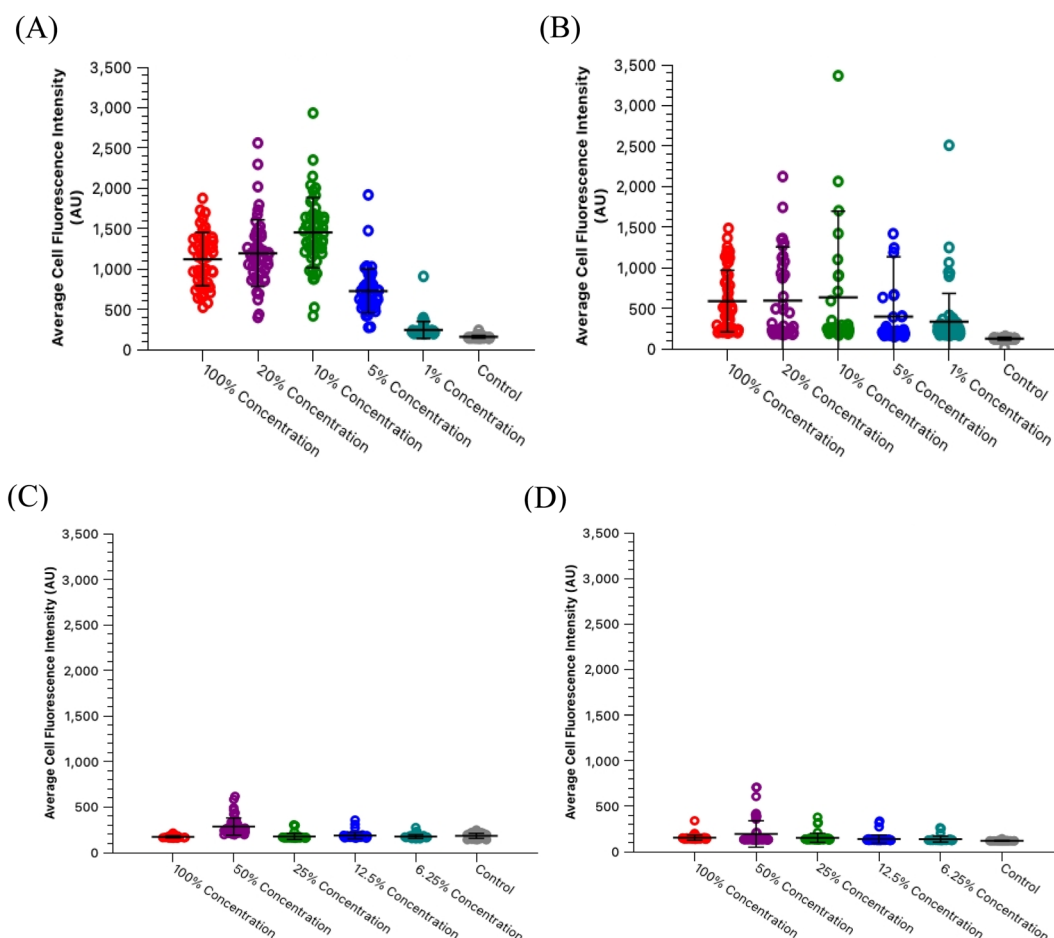 (A)
Average Cell Fluorescence Intensity
(AU)
3,500
3,000
2,500
2,000
1,500
1,000
500
0
100% Concentration
20% Concentration
10% Concentration
5% Concentration
1% Concentration
Control
(B)
Average Cell Fluorescence Intensity
(AU)
3,500
3,000
2,500
2,000
1,500
1,000
500
0
100% Concentration
20% Concentration
10% Concentration
5% Concentration
1% Concentration
Control
(C)
Average Cell Fluorescence Intensity (AU)
3,500
3,000
2,500
2,000
1,500
1,000
500
0
100% Concentration
50% Concentration
25% Concentration
12.5% Concentration
6.25% Concentration
Control
(D)
Average Cell Fluorescence Intensity (AU)
3,500
3,000
2,500
2,000
1,500
1,000
500
0
100% Concentration
50% Concentration
25% Concentration
12.5% Concentration
6.25% Concentration
Control